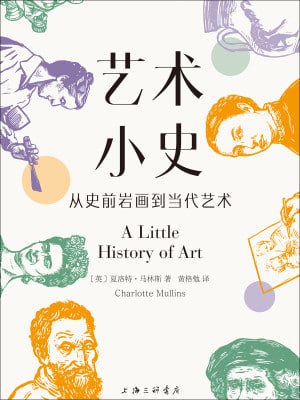 艺术
小史
从史前岩画到当代艺术
A Little
History of Art
[英] 夏洛特·马林斯 著 黄格勉 译
Charlotte Mullins
上海三联书店